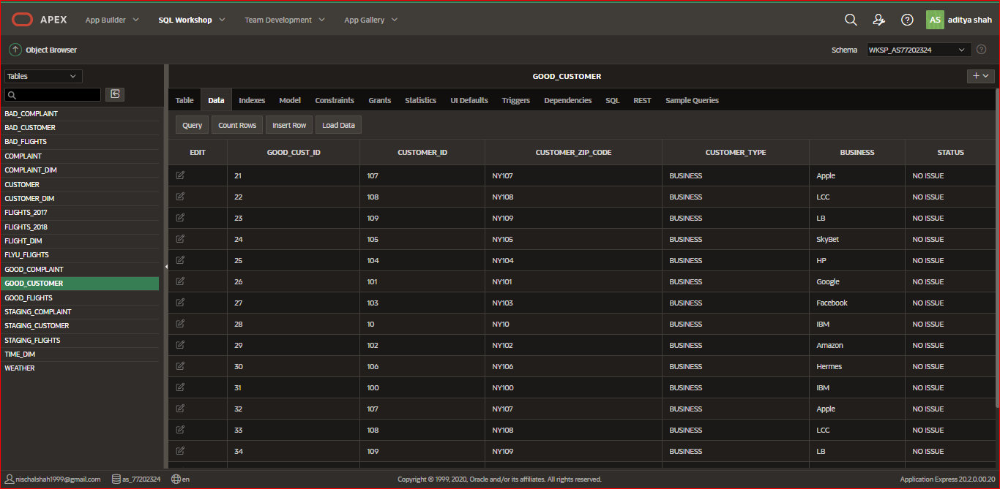 APEX App Builder SQL Workshop Team Development App Gallery AS aditya shah
Object Browser Schema WKSP_AS77202324
Tables
GOOD_CUSTOMER
Table Data Indexes Model Constraints Grants Statistics UI Defaults Triggers Dependencies SQL REST Sample Queries
Query Count Rows Insert Row Load Data
BAD_COMPLAINT
BAD_CUSTOMER
BAD_FLIGHTS
COMPLAINT
COMPLAINT_DIM
CUSTOMER
CUSTOMER_DIM
FLIGHTS_2017
FLIGHTS_2018
FLIGHT_DIM
FLYU_FLIGHTS
GOOD_COMPLAINT
GOOD_CUSTOMER
GOOD_FLIGHTS
STAGING_COMPLAINT
STAGING_CUSTOMER
STAGING_FLIGHTS
TIME_DIM
WEATHER
EDIT GOOD_CUST_ID CUSTOMER_ID CUSTOMER_ZIP_CODE CUSTOMER_TYPE BUSINESS STATUS
21 107 NY107 BUSINESS Apple NO ISSUE
22 108 NY108 BUSINESS LCC NO ISSUE
23 109 NY109 BUSINESS LB NO ISSUE
24 105 NY105 BUSINESS SkyBet NO ISSUE
25 104 NY104 BUSINESS HP NO ISSUE
26 101 NY101 BUSINESS Google NO ISSUE
27 103 NY103 BUSINESS Facebook NO ISSUE
28 10 NY10 BUSINESS IBM NO ISSUE
29 102 NY102 BUSINESS Amazon NO ISSUE
30 106 NY106 BUSINESS Hermes NO ISSUE
31 100 NY100 BUSINESS IBM NO ISSUE
32 107 NY107 BUSINESS Apple NO ISSUE
33 108 NY108 BUSINESS LCC NO ISSUE
34 109 NY109 BUSINESS LB NO ISSUE
nischalshah1999@gmail.com as_77202324 en Copyright © 1999, 2020, Oracle and/or its affiliates. All rights reserved. Application Express 20.2.0.00.20